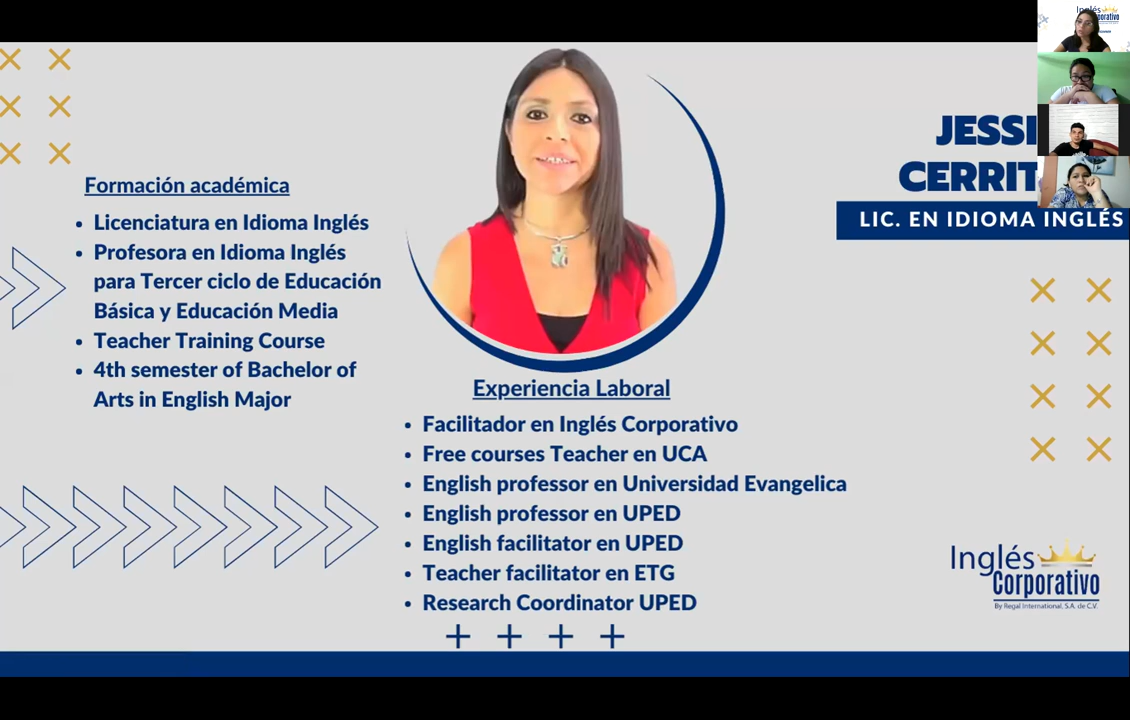 Formación académica
Licenciatura en Idioma Inglés
Profesora en Idioma Inglés
para Tercer ciclo de Educación
Básica y Educación Media
Teacher Training Course
4th semester of Bachelor of
Arts in English Major
JESSI
CERRIT
LIC. EN IDIOMA INGLÉS
Experiencia Laboral
Facilitador en Inglés Corporativo
Free courses Teacher en UCA
English professor en Universidad Evangelica
English professor en UPED
English facilitator en UPED
Teacher facilitator en ETG
Research Coordinator UPED
Inglés
Corporativo
By Regal International, S.A. de C.V.